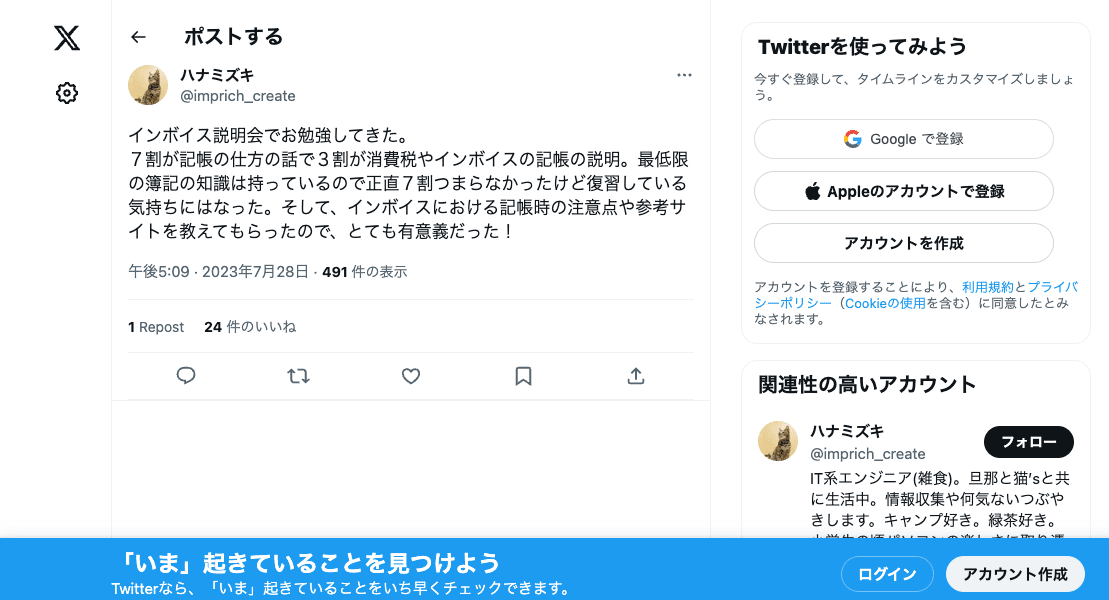 ポストする
ハナミズキ
@imprich_create
インボイス説明会でお勉強してきた。
７割が記帳の仕方の話で３割が消費税やインボイスの記帳の説明。最低限
の簿記の知識は持っているので正直７割つまらなかったけど復習している
気持ちにはなった。そして、インボイスにおける記帳時の注意点や参考サ
イトを教えてもらったので、とても有意義だった！
午後5:09 · 2023年7月28日 · 491 件の表示
1 Repost 24 件のいいね
Twitterを使ってみよう
今すぐ登録して、タイムラインをカスタマイズしましょ
う。
Google で登録
Appleのアカウントで登録
アカウントを作成
アカウントを登録することにより、利用規約とプライバ
シーポリシー（Cookieの使用を含む）に同意したとみ
なされます。
関連性の高いアカウント
ハナミズキ
@imprich_create
フォロー
IT系エンジニア(雑食)。旦那と猫’sと共
に生活中。情報収集や何気ないつぶや
きします。キャンプ好き。緑茶好き。
「いま」起きていることを見つけよう
Twitterなら、「いま」起きていることをいち早くチェックできます。
ログイン
アカウント作成